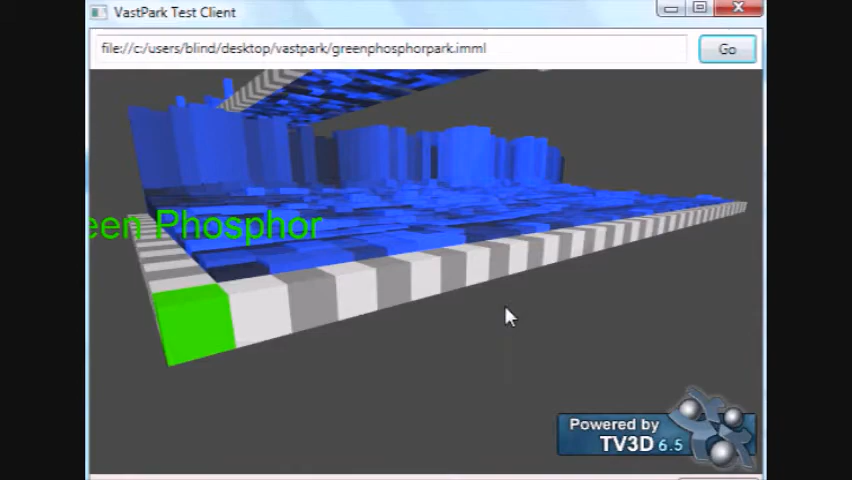 VastPark Test Client
file://c:/users/blind/desktop/vastpark/greenphosphorpark.imml
Go
een Phosphor
Powered by
TV3D 6.5